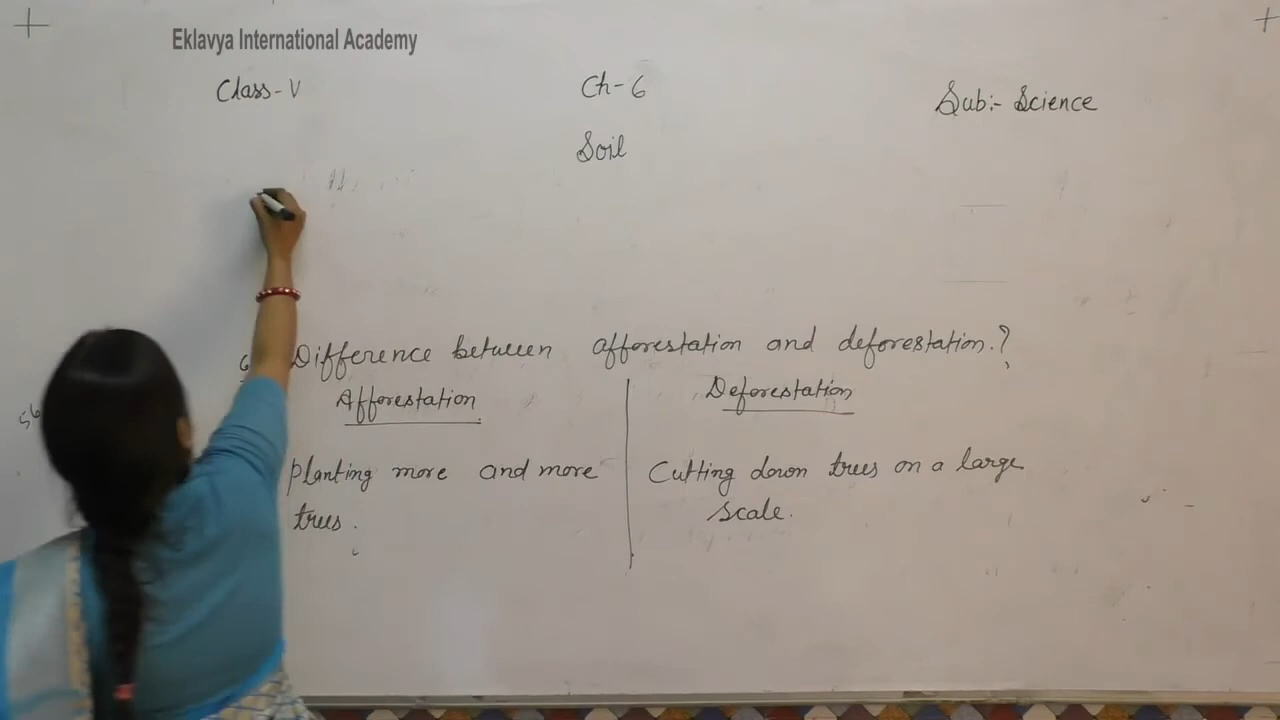 Eklavya International Academy
Class-V
Ch-6
Sub:- Science
Soil
Difference between afforestation and deforestation.?
Afforestation
Deforestation
planting more and more
trees.
Cutting down trees on a large
scale.